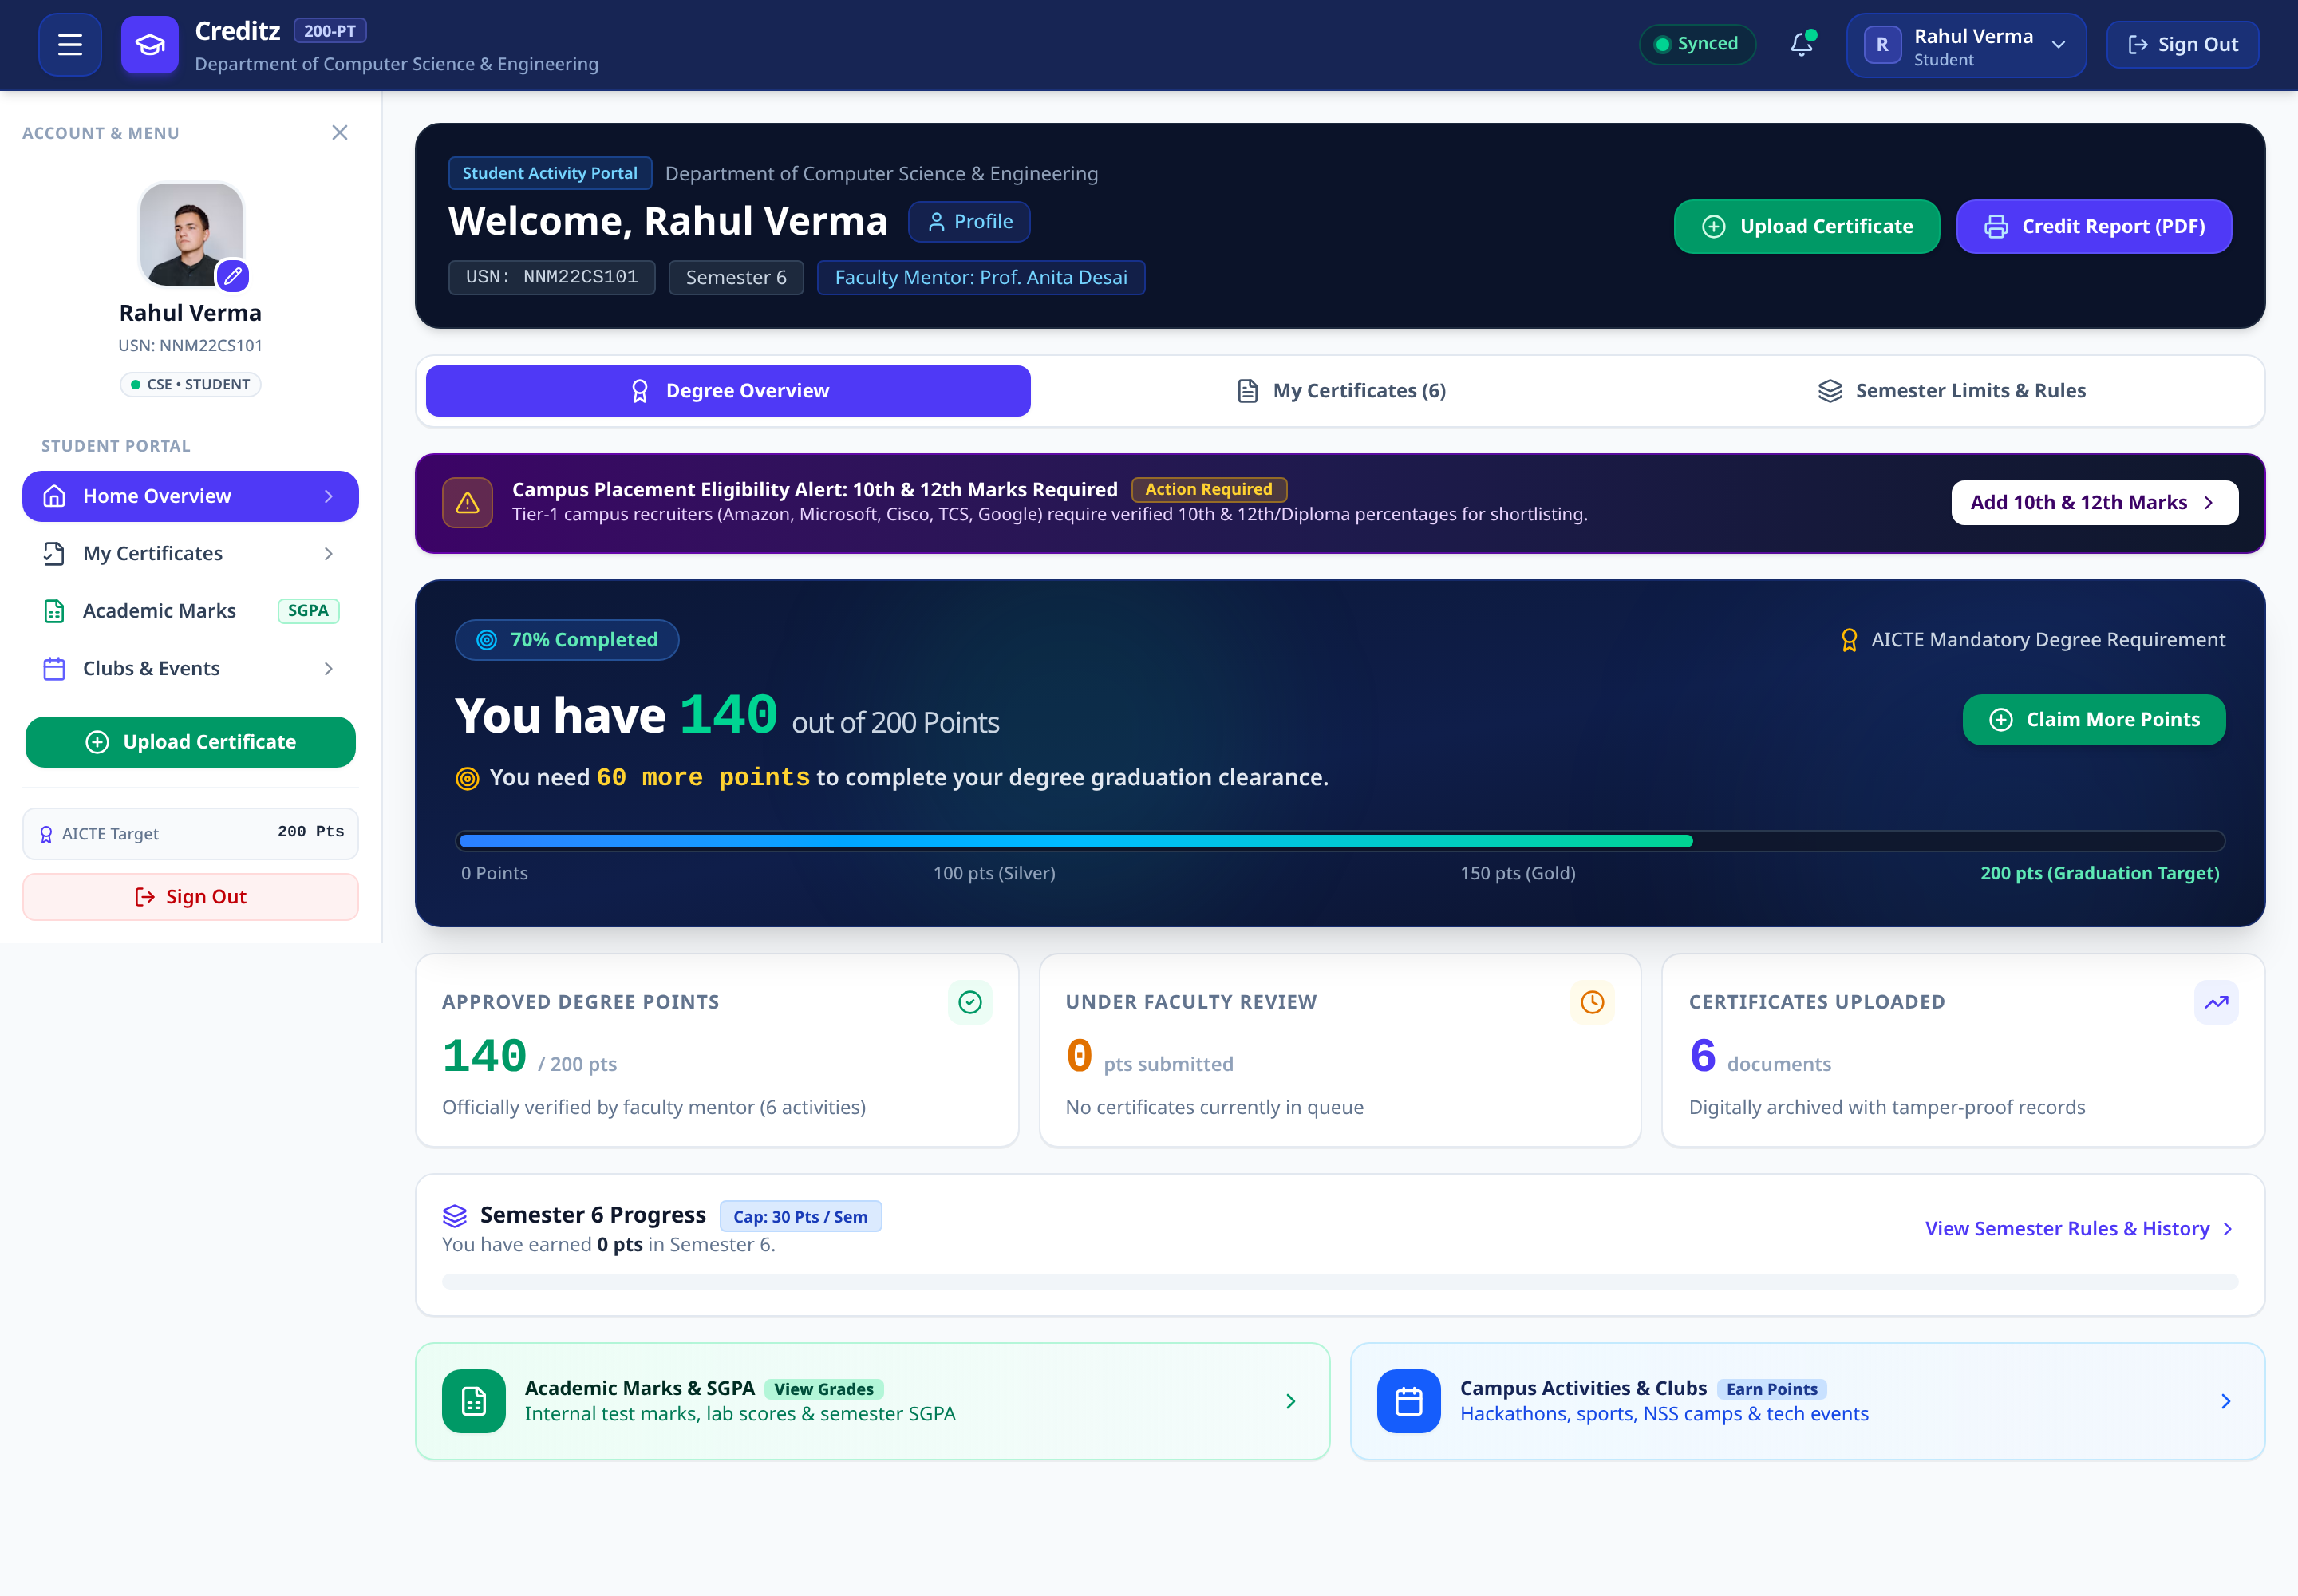 Creditz 200-PT
Department of Computer Science & Engineering
Synced
R
Rahul Verma
Student
Sign Out
ACCOUNT & MENU
Rahul Verma
USN: NNM22CS101
CSE • STUDENT
STUDENT PORTAL
Home Overview
My Certificates
Academic Marks SGPA
Clubs & Events
Upload Certificate
AICTE Target 200 Pts
Sign Out
Student Activity Portal Department of Computer Science & Engineering
Welcome, Rahul Verma Profile
USN: NNM22CS101 Semester 6 Faculty Mentor: Prof. Anita Desai
Upload Certificate Credit Report (PDF)
Degree Overview My Certificates (6) Semester Limits & Rules
Campus Placement Eligibility Alert: 10th & 12th Marks Required Action Required
Tier-1 campus recruiters (Amazon, Microsoft, Cisco, TCS, Google) require verified 10th & 12th/Diploma percentages for shortlisting.
Add 10th & 12th Marks
70% Completed AICTE Mandatory Degree Requirement
You have 140 out of 200 Points
Claim More Points
You need 60 more points to complete your degree graduation clearance.
0 Points 100 pts (Silver) 150 pts (Gold) 200 pts (Graduation Target)
APPROVED DEGREE POINTS
140 / 200 pts
Officially verified by faculty mentor (6 activities)
UNDER FACULTY REVIEW
0 pts submitted
No certificates currently in queue
CERTIFICATES UPLOADED
6 documents
Digitally archived with tamper-proof records
Semester 6 Progress Cap: 30 Pts / Sem
You have earned 0 pts in Semester 6.
View Semester Rules & History
Academic Marks & SGPA View Grades
Internal test marks, lab scores & semester SGPA
Campus Activities & Clubs Earn Points
Hackathons, sports, NSS camps & tech events